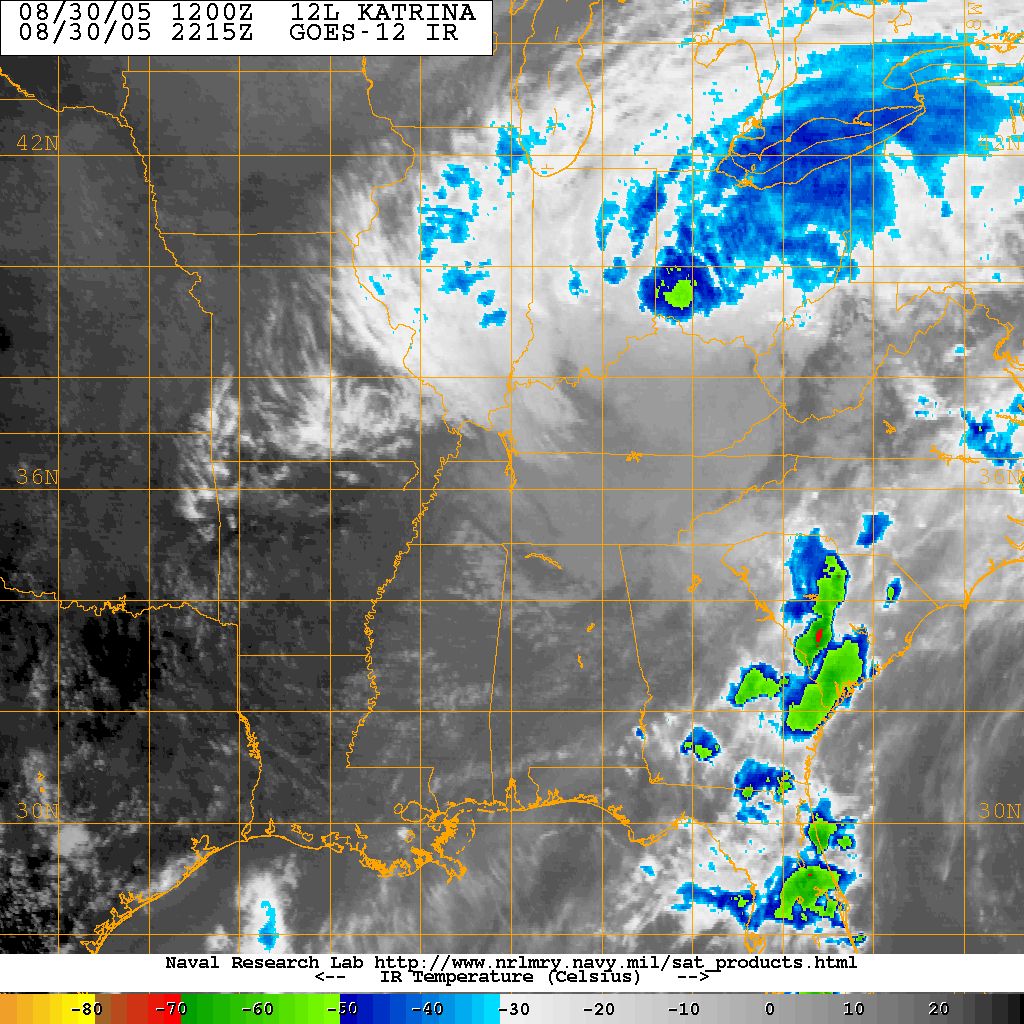 08/30/05 1200Z 12L KATRINA
08/30/05 2215Z GOES-12 IR
42N 42N
36N 36N
30N 30N
Naval Research Lab http://www.nrlmry.navy.mil/sat_products.html
<-- IR Temperature (Celsius) -->
-80 -70 -60 -50 -40 -30 -20 -10 0 10 20